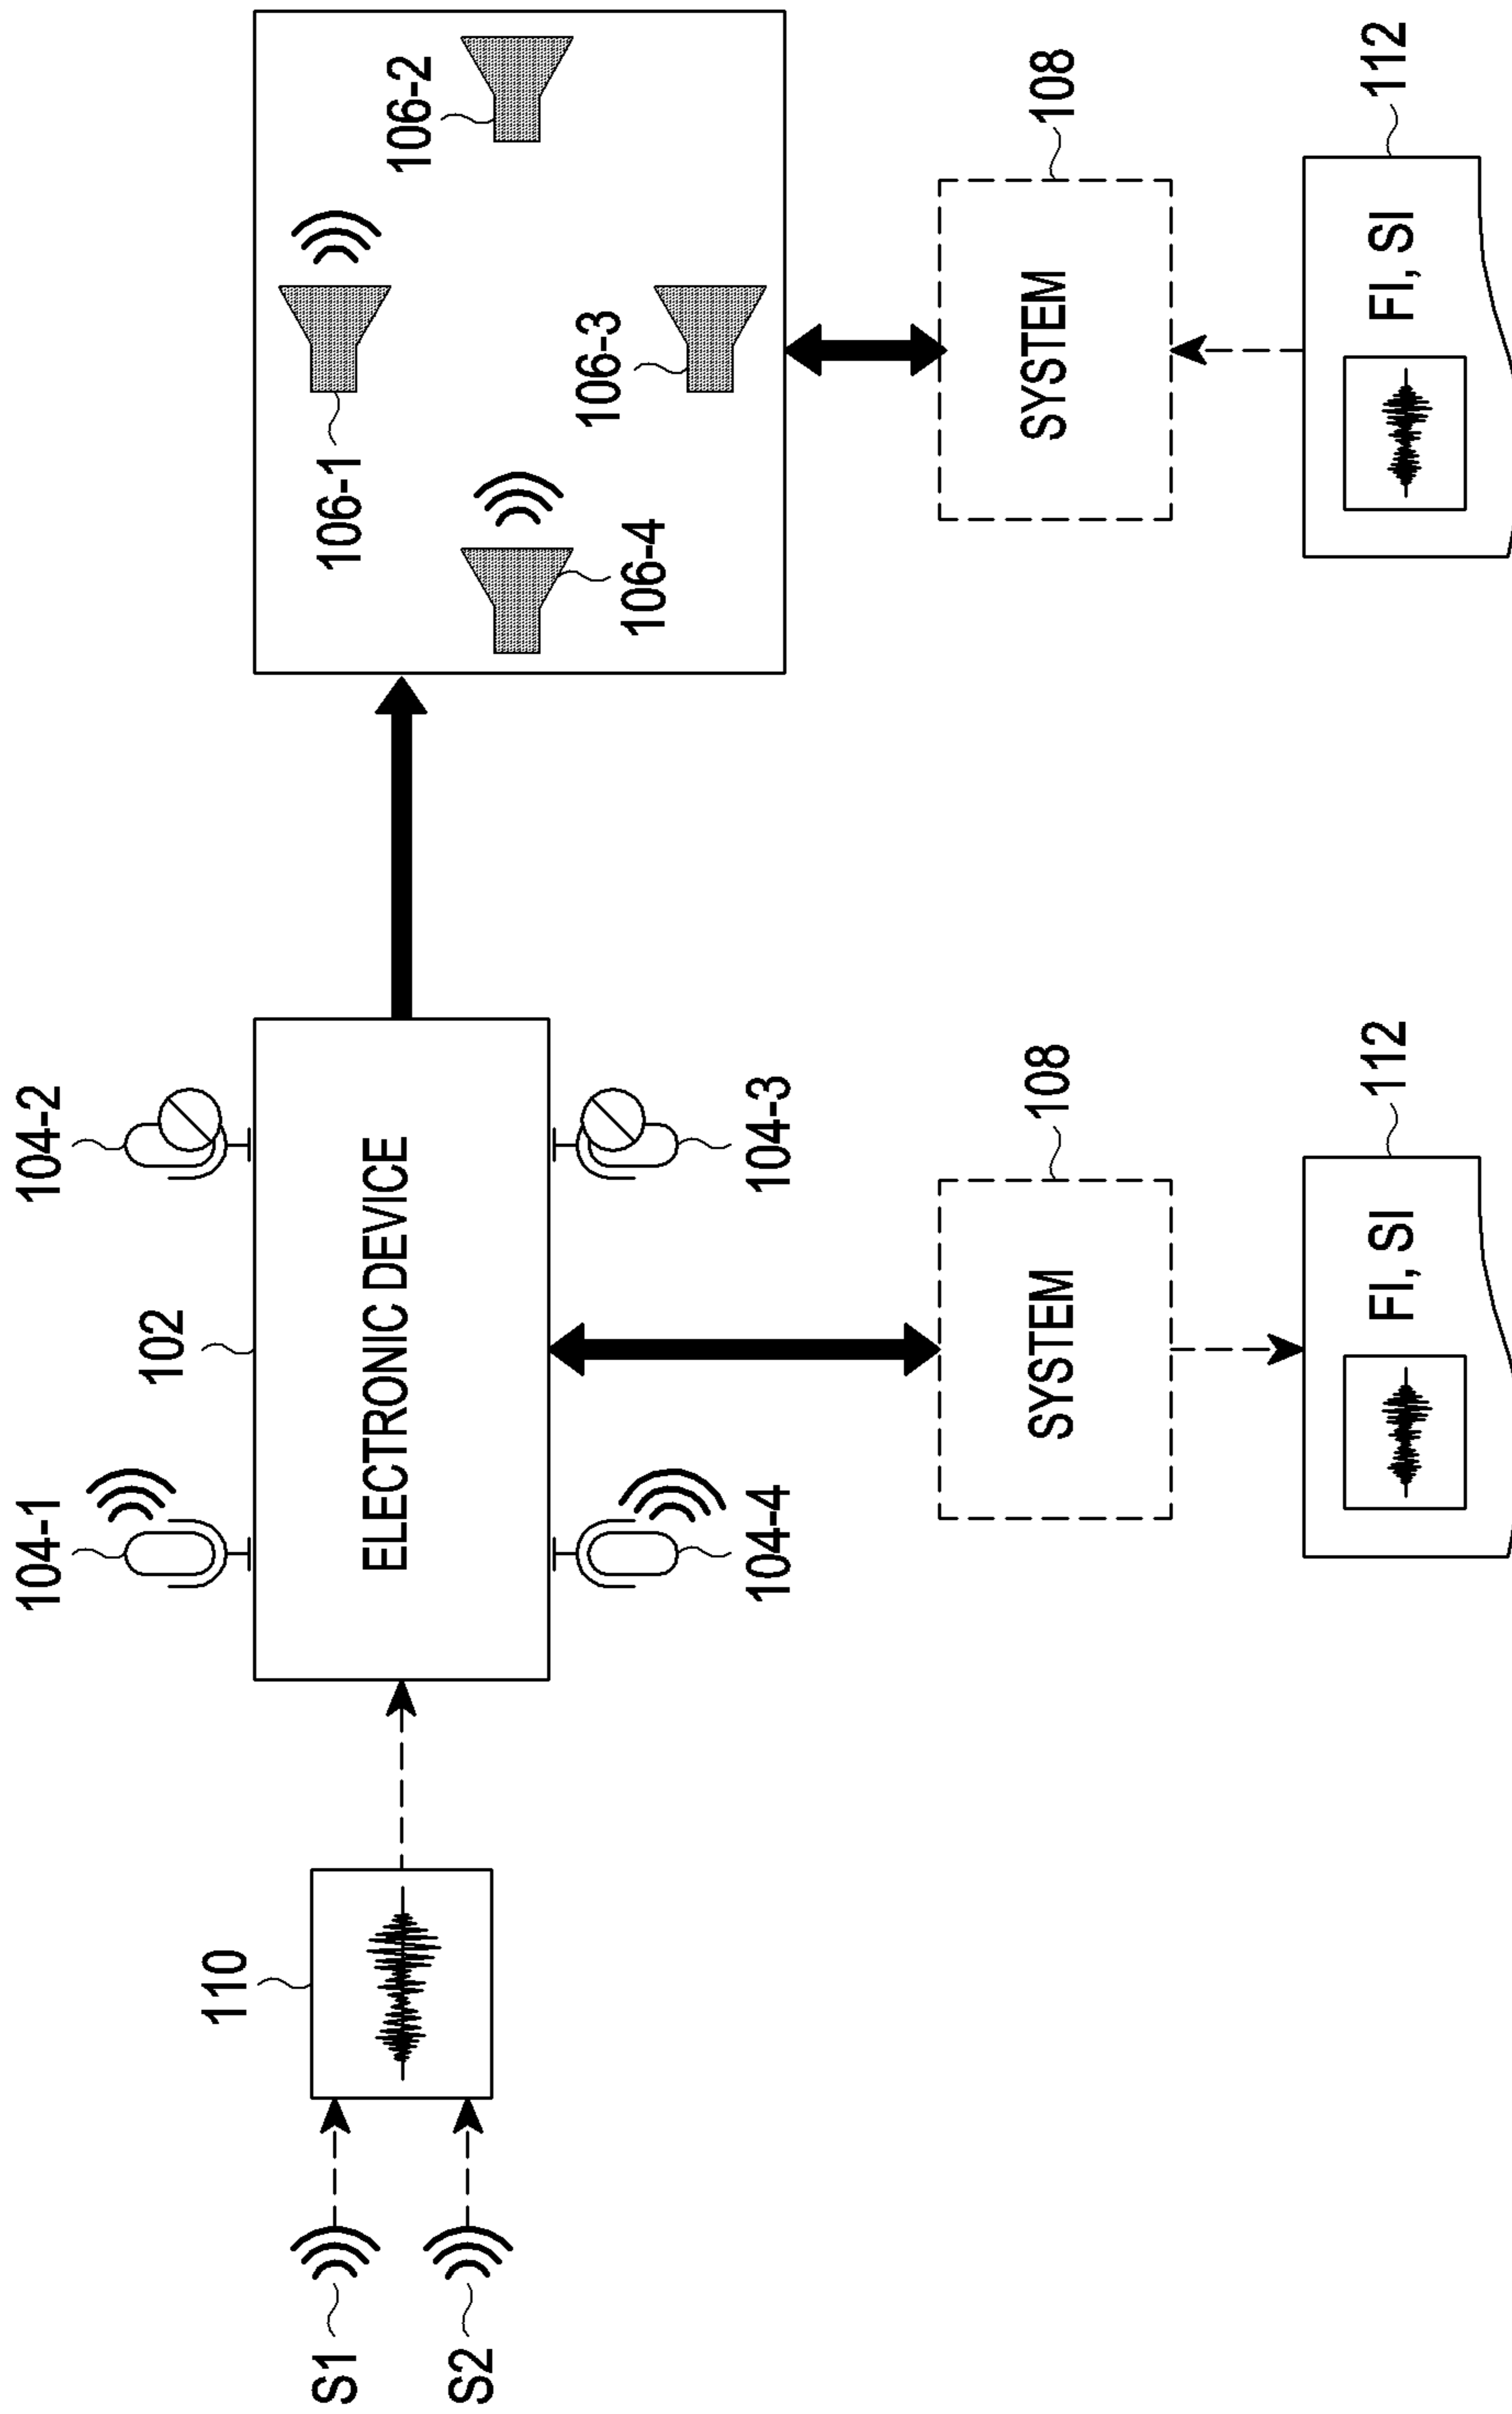 S1
S2
110
104-1
102
104-2
ELECTRONIC DEVICE
104-4
104-3
106-1
106-2
106-4
106-3
SYSTEM
108
SYSTEM
108
FI, SI
112
FI, SI
112